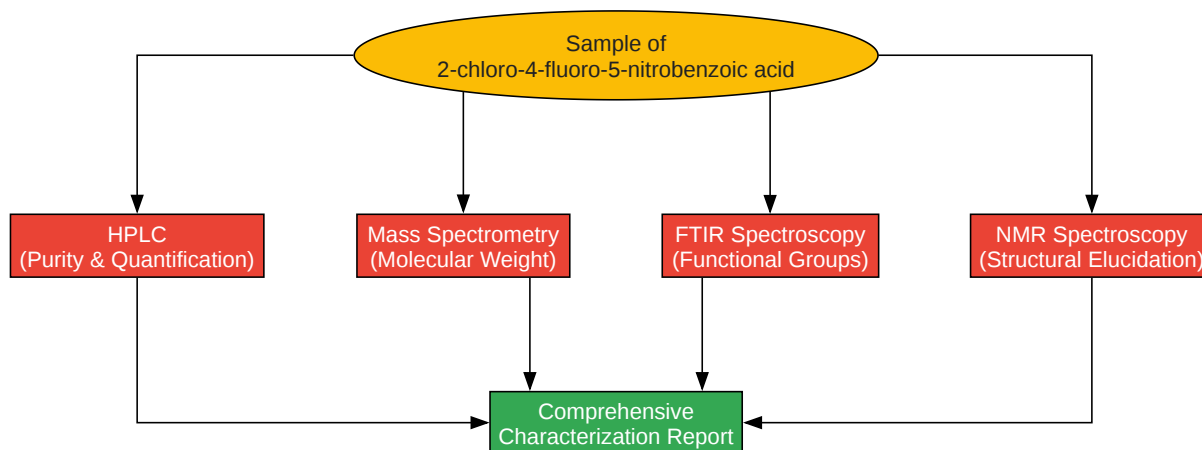 Sample of
2-chloro-4-fluoro-5-nitrobenzoic acid
HPLC
(Purity & Quantification)
Mass Spectrometry
(Molecular Weight)
FTIR Spectroscopy
(Functional Groups)
NMR Spectroscopy
(Structural Elucidation)
Comprehensive
Characterization Report